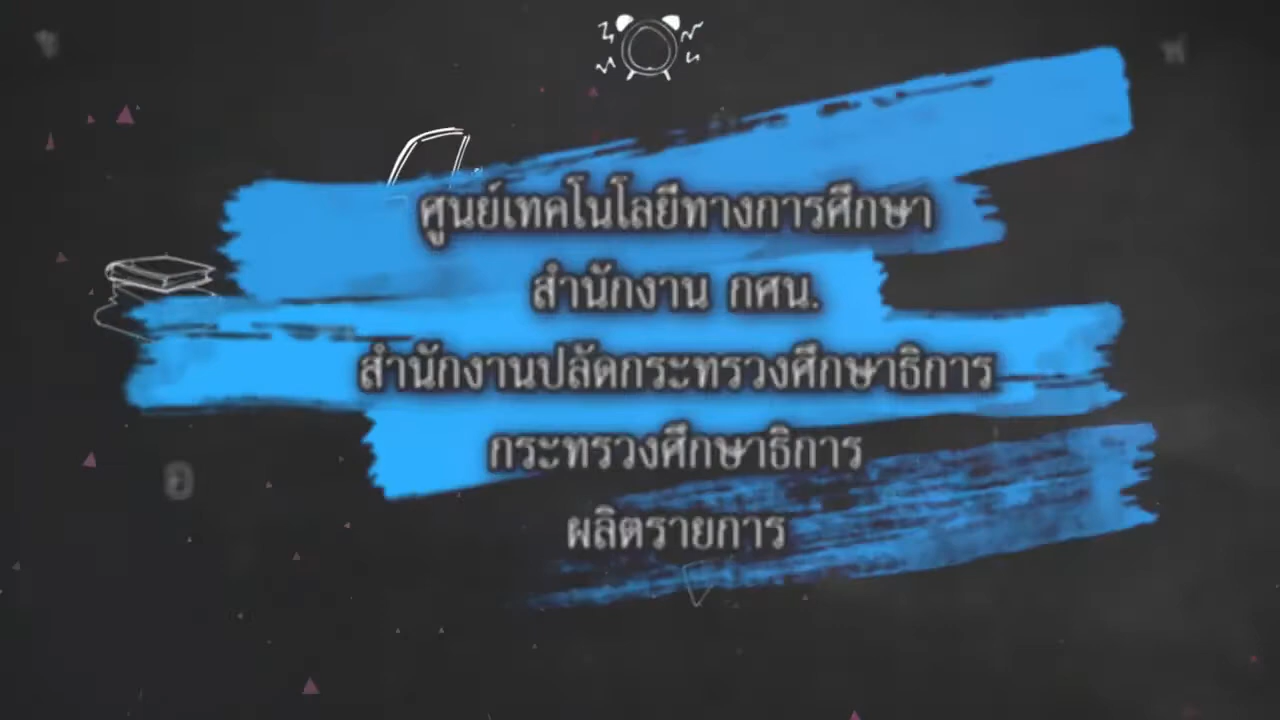 ศูนย์เทคโนโลยีทางการศึกษา
สำนักงาน กศน.
สำนักงานปลัดกระทรวงศึกษาธิการ
กระทรวงศึกษาธิการ
ผลิตรายการ
อ